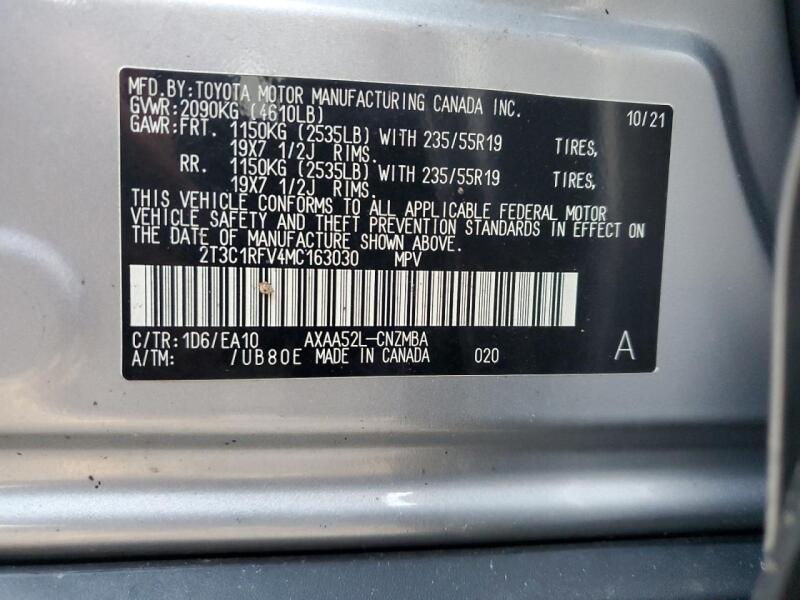 MFD.BY:TOYOTA MOTOR MANUFACTURING CANADA INC.
GVWR:2090KG (4610LB) 10/21
GAWR:FRT. 1150KG (2535LB) WITH 235/55R19 TIRES,
19X7 1/2J RIMS.
RR. 1150KG (2535LB) WITH 235/55R19 TIRES,
19X7 1/2J RIMS.
THIS VEHICLE CONFORMS TO ALL APPLICABLE FEDERAL MOTOR
VEHICLE SAFETY AND THEFT PREVENTION STANDARDS IN EFFECT ON
THE DATE OF MANUFACTURE SHOWN ABOVE.
2T3C1RFV4MC163030 MPV
C/TR:1D6/EA10 AXAA52L-CNZMBA
A/TM: /UB80E MADE IN CANADA 020 A